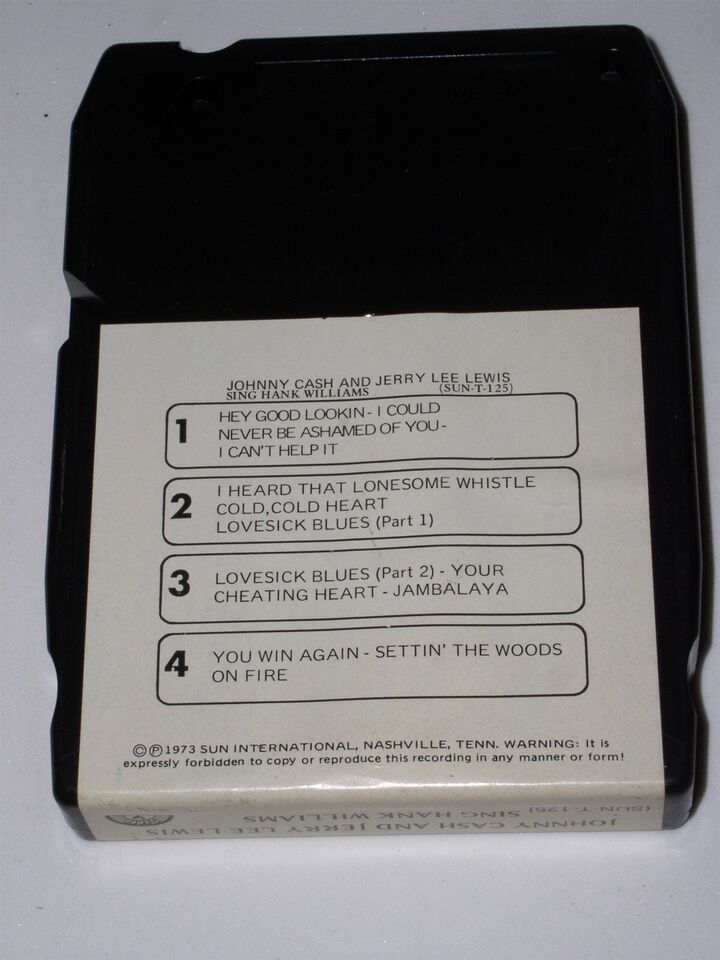 JOHNNY CASH AND JERRY LEE LEWIS
SING HANK WILLIAMS (SUN-T-125)
1
HEY GOOD LOOKIN - I COULD
NEVER BE ASHAMED OF YOU -
I CAN'T HELP IT
2
I HEARD THAT LONESOME WHISTLE
COLD,COLD HEART
LOVESICK BLUES (Part 1)
3
LOVESICK BLUES (Part 2) - YOUR
CHEATING HEART - JAMBALAYA
4
YOU WIN AGAIN - SETTIN' THE WOODS
ON FIRE
©℗1973 SUN INTERNATIONAL, NASHVILLE, TENN. WARNING: It is
expressly forbidden to copy or reproduce this recording in any manner or form!
JOHNNY CASH AND JERRY LEE LEWIS
(SUN-T-125) SING HANK WILLIAMS